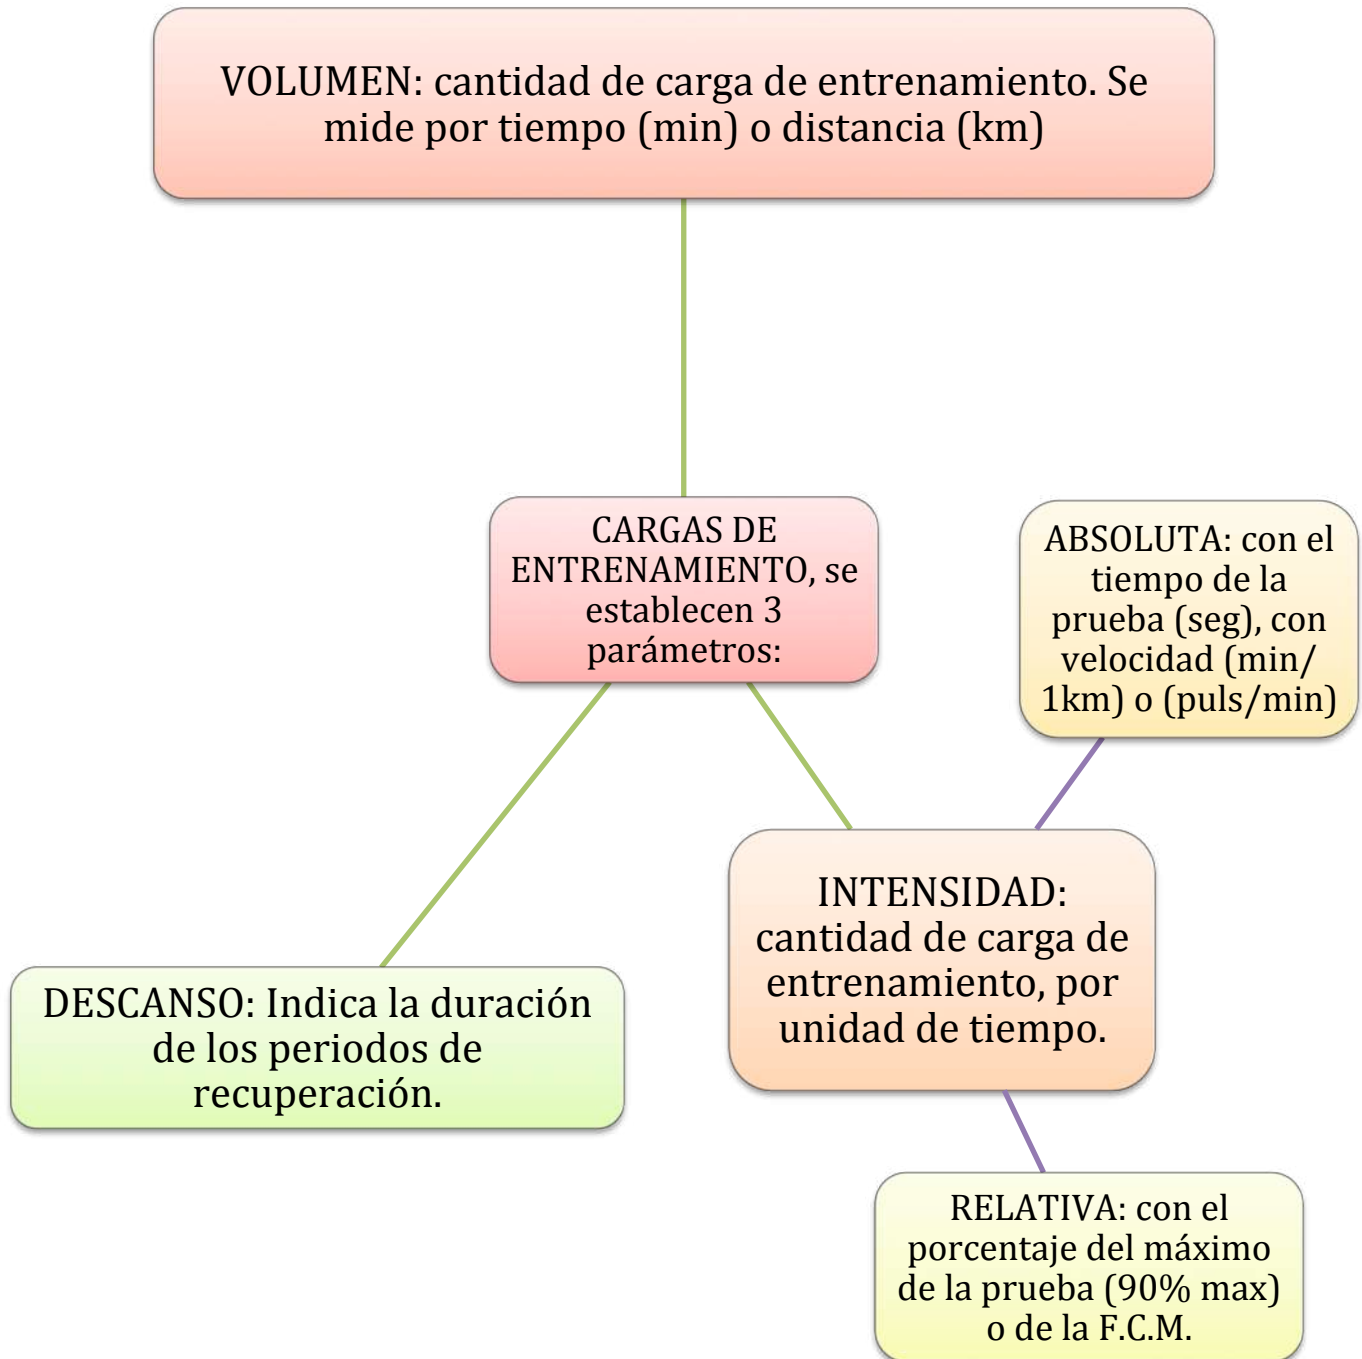 VOLUMEN: cantidad de carga de entrenamiento. Se
mide por tiempo (min) o distancia (km)
CARGAS DE
ENTRENAMIENTO, se
establecen 3
parámetros:
ABSOLUTA: con el
tiempo de la
prueba (seg), con
velocidad (min/
1km) o (puls/min)
INTENSIDAD:
cantidad de carga de
entrenamiento, por
unidad de tiempo.
DESCANSO: Indica la duración
de los periodos de
recuperación.
RELATIVA: con el
porcentaje del máximo
de la prueba (90% max)
o de la F.C.M.